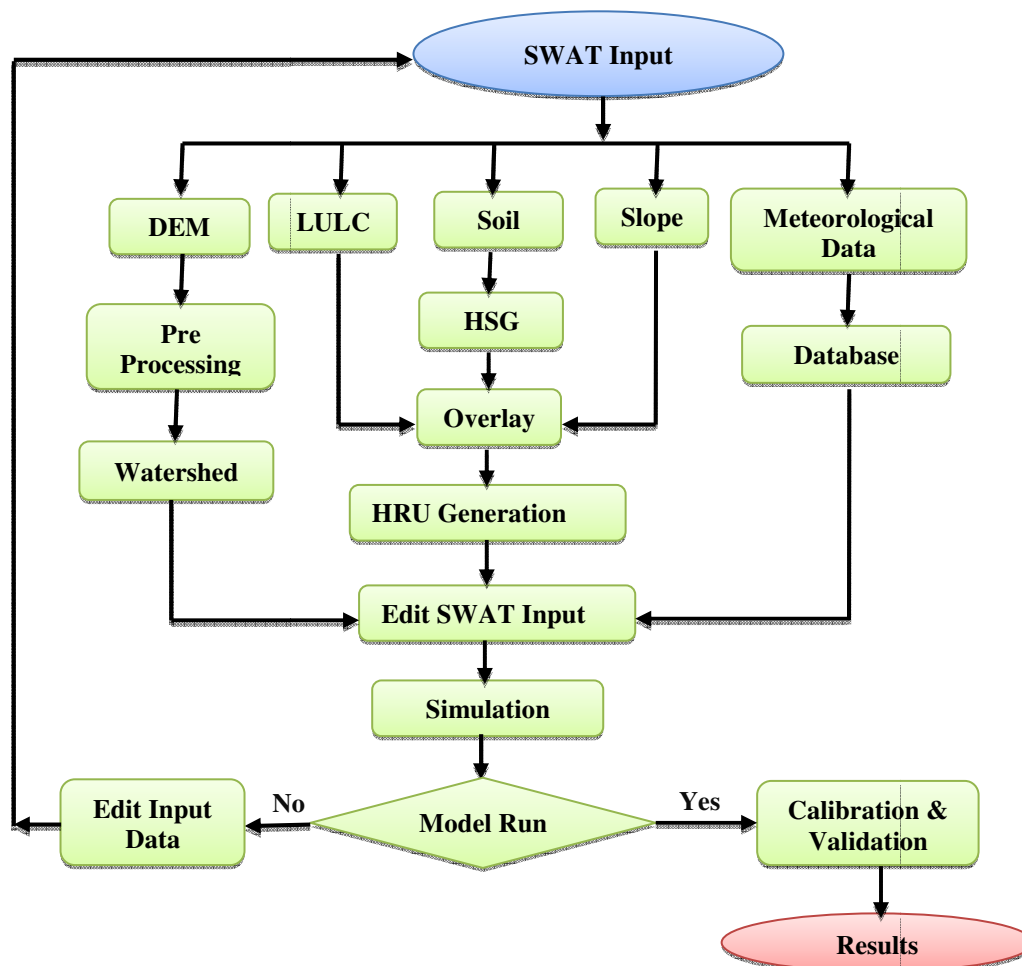 SWAT Input
DEM
LULC
Soil
Slope
Meteorological
Data
Pre
Processing
HSG
Database
Overlay
Watershed
HRU Generation
Edit SWAT Input
Simulation
Edit Input
Data
No
Model Run
Yes
Calibration &
Validation
Results